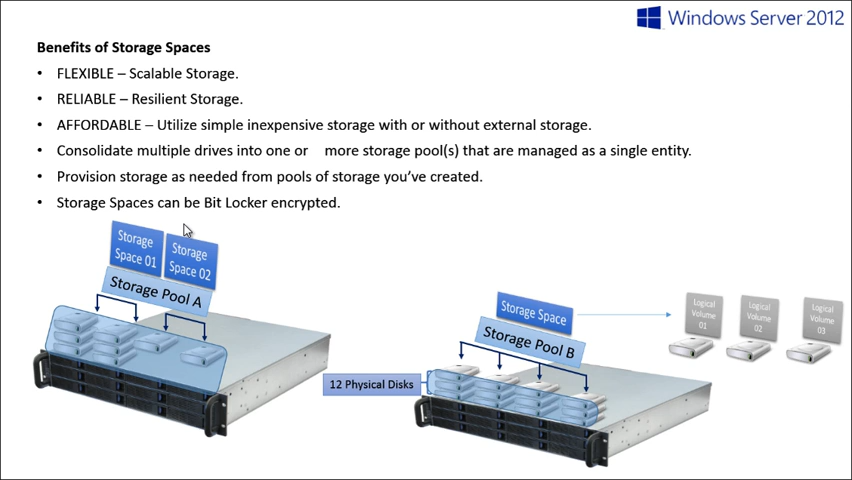 Windows Server 2012
Benefits of Storage Spaces
• FLEXIBLE – Scalable Storage.
• RELIABLE – Resilient Storage.
• AFFORDABLE – Utilize simple inexpensive storage with or without external storage.
• Consolidate multiple drives into one or more storage pool(s) that are managed as a single entity.
• Provision storage as needed from pools of storage you've created.
• Storage Spaces can be Bit Locker encrypted.
Storage
Space 01
Storage
Space 02
Storage Pool A
Storage Space
Storage Pool B
12 Physical Disks
Logical
Volume
01
Logical
Volume
02
Logical
Volume
03